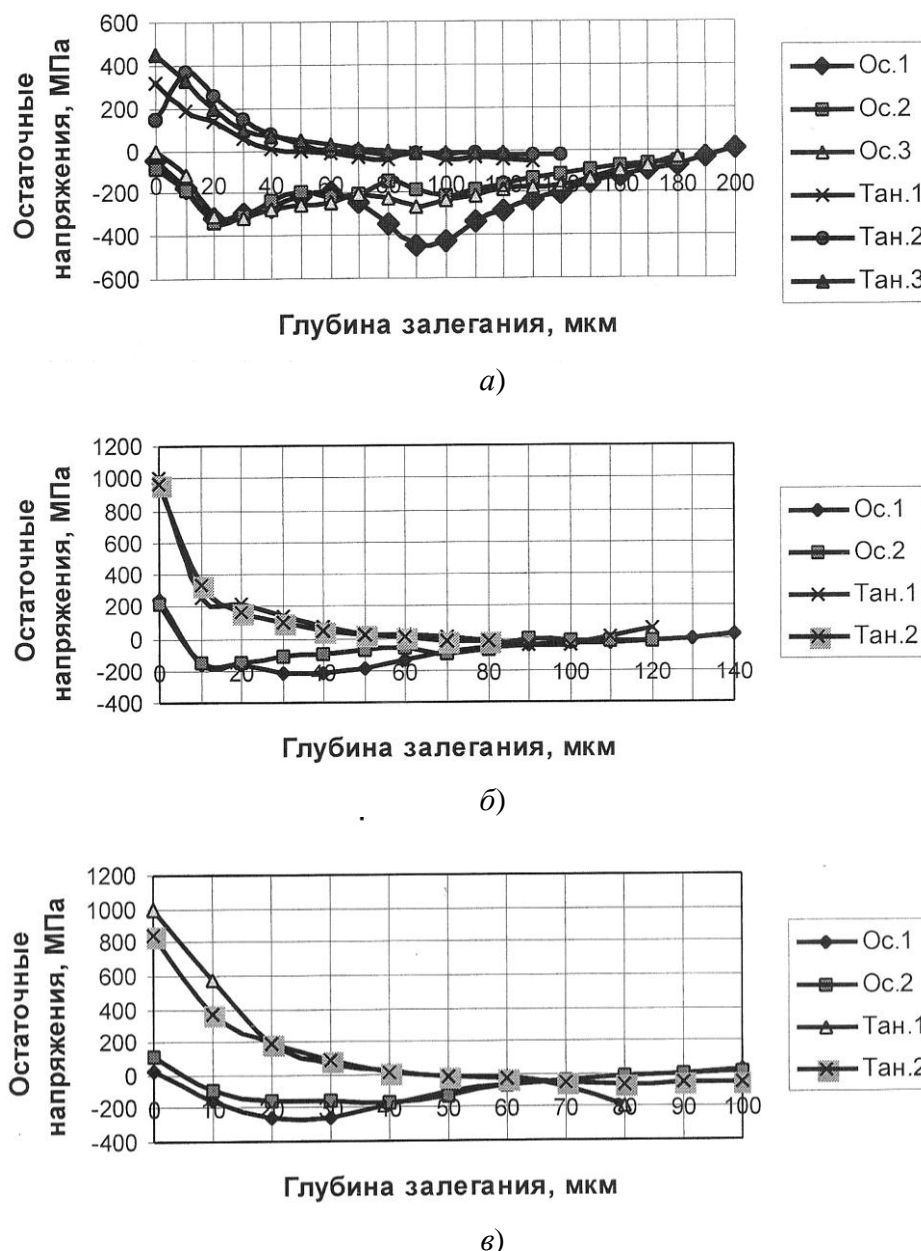 Остаточные
напряжения, МПа
600
400
200
0
-200
-400
-600
0 20 40 60 80 100 120 140 160 180 200
Глубина залегания, мкм
Ос.1
Ос.2
Ос.3
Тан.1
Тан.2
Тан.3
а)
Остаточные
напряжения, МПа
1200
1000
800
600
400
200
0
-200
-400
0 20 40 60 80 100 120 140
Глубина залегания, мкм
Ос.1
Ос.2
Тан.1
Тан.2
б)
Остаточные
напряжения, МПа
1200
1000
800
600
400
200
0
-200
-400
0 10 20 30 40 50 60 70 80 90 100
Глубина залегания, мкм
Ос.1
Ос.2
Тан.1
Тан.2
в)